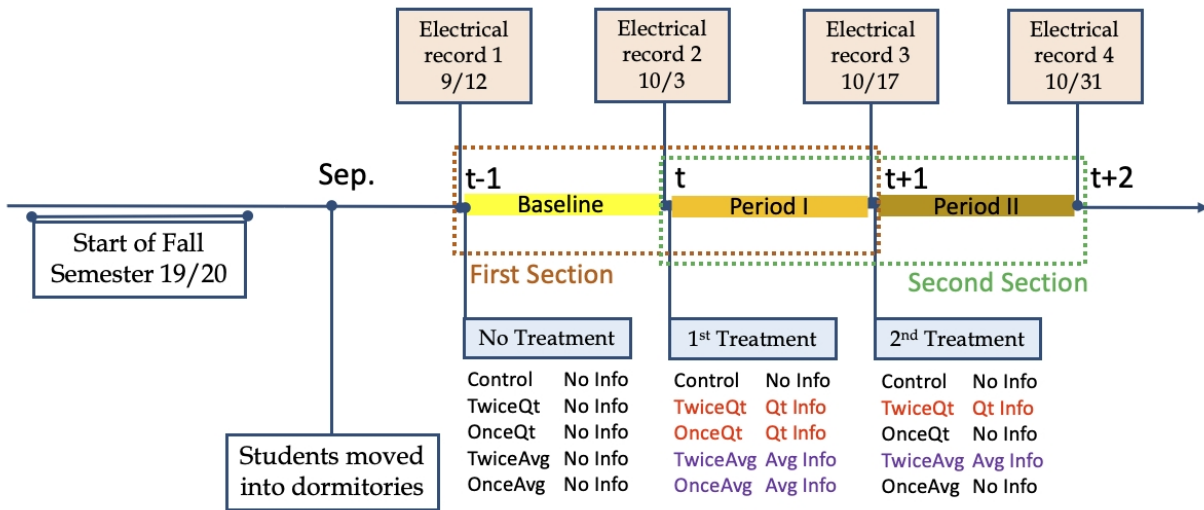 Electrical
record 1
9/12
Electrical
record 2
10/3
Electrical
record 3
10/17
Electrical
record 4
10/31
Sep.
t-1
t
t+1
t+2
Baseline
Period I
Period II
Start of Fall
Semester 19/20
First Section
Second Section
No Treatment
1st Treatment
2nd Treatment
Control No Info
TwiceQt No Info
OnceQt No Info
TwiceAvg No Info
OnceAvg No Info
Control No Info
TwiceQt Qt Info
OnceQt Qt Info
TwiceAvg Avg Info
OnceAvg Avg Info
Control No Info
TwiceQt Qt Info
OnceQt No Info
TwiceAvg Avg Info
OnceAvg No Info
Students moved
into dormitories